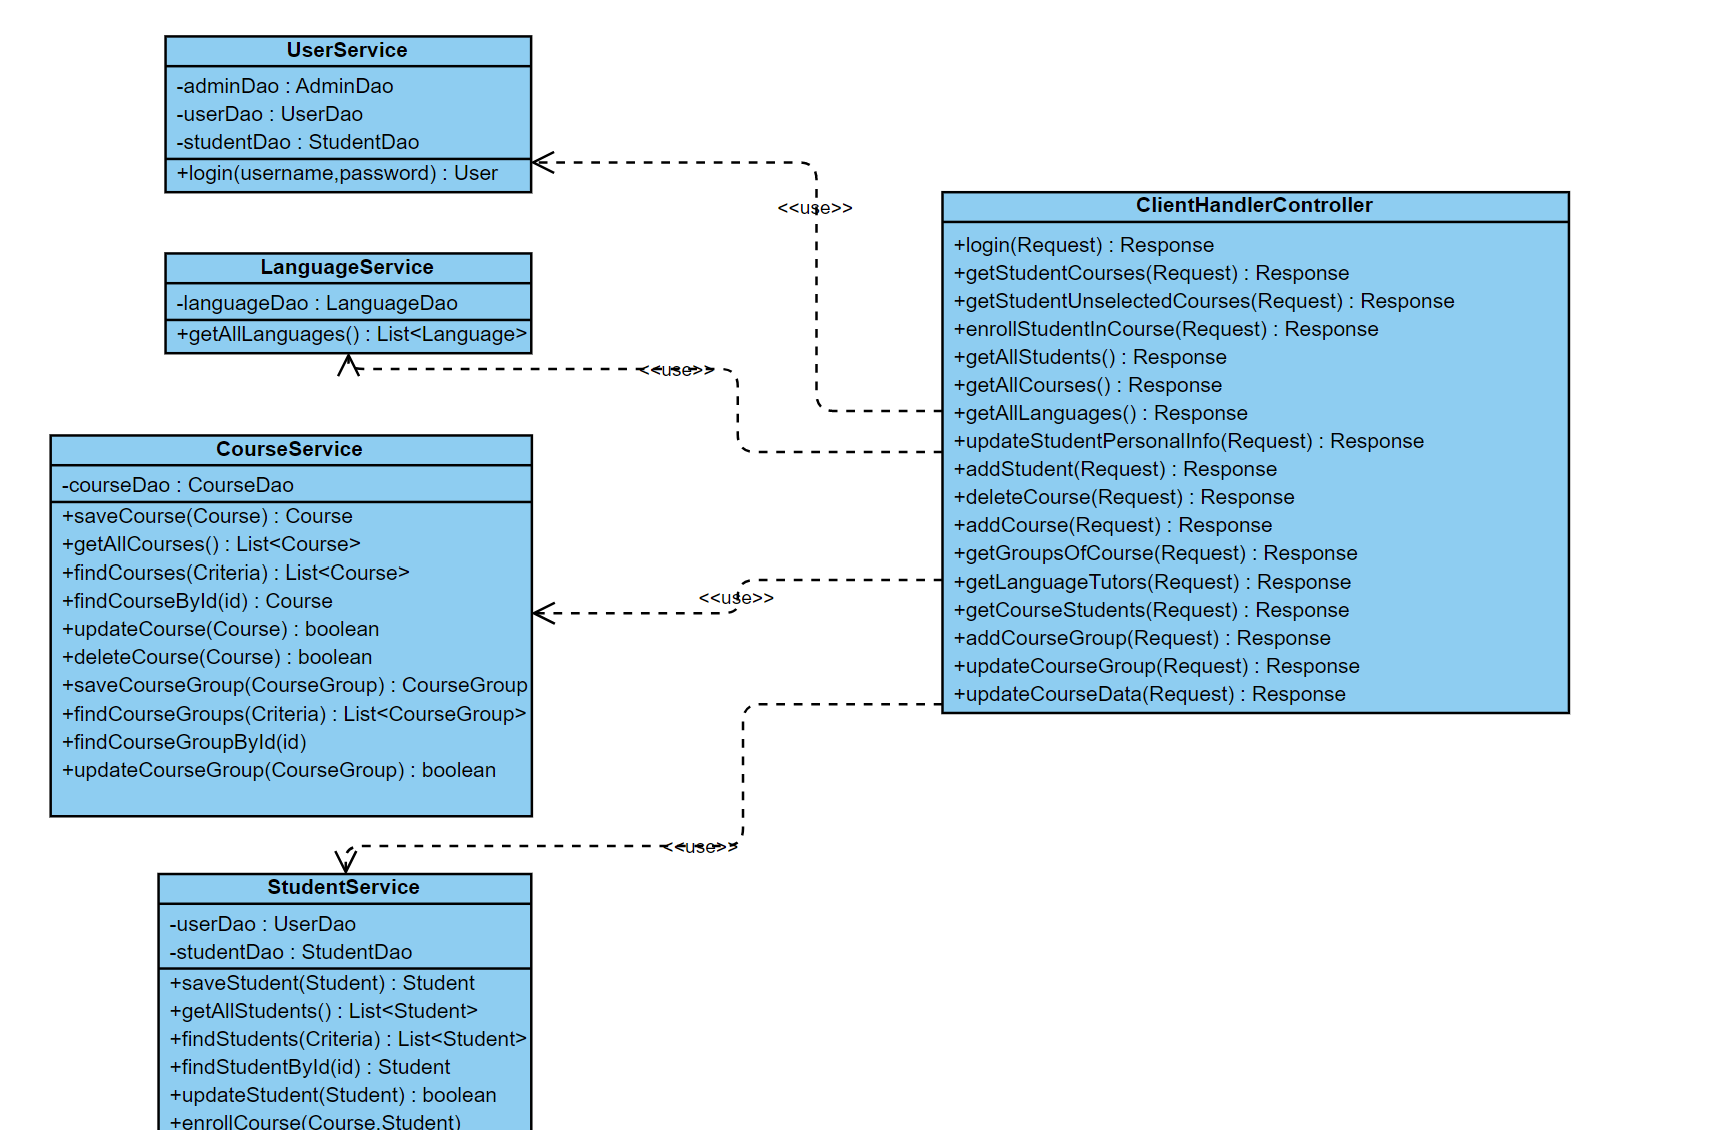 UserService
-adminDao : AdminDao
-userDao : UserDao
-studentDao : StudentDao
+login(username,password) : User
<<use>>
LanguageService
-languageDao : LanguageDao
+getAllLanguages() : List<Language>
<<use>>
CourseService
-courseDao : CourseDao
+saveCourse(Course) : Course
+getAllCourses() : List<Course>
+findCourses(Criteria) : List<Course>
+findCourseById(id) : Course
+updateCourse(Course) : boolean
+deleteCourse(Course) : boolean
+saveCourseGroup(CourseGroup) : CourseGroup
+findCourseGroups(Criteria) : List<CourseGroup>
+findCourseGroupById(id)
+updateCourseGroup(CourseGroup) : boolean
<<use>>
<<use>>
StudentService
-userDao : UserDao
-studentDao : StudentDao
+saveStudent(Student) : Student
+getAllStudents() : List<Student>
+findStudents(Criteria) : List<Student>
+findStudentById(id) : Student
+updateStudent(Student) : boolean
+enrollCourse(Course,Student)
ClientHandlerController
+login(Request) : Response
+getStudentCourses(Request) : Response
+getStudentUnselectedCourses(Request) : Response
+enrollStudentInCourse(Request) : Response
+getAllStudents() : Response
+getAllCourses() : Response
+getAllLanguages() : Response
+updateStudentPersonalInfo(Request) : Response
+addStudent(Request) : Response
+deleteCourse(Request) : Response
+addCourse(Request) : Response
+getGroupsOfCourse(Request) : Response
+getLanguageTutors(Request) : Response
+getCourseStudents(Request) : Response
+addCourseGroup(Request) : Response
+updateCourseGroup(Request) : Response
+updateCourseData(Request) : Response